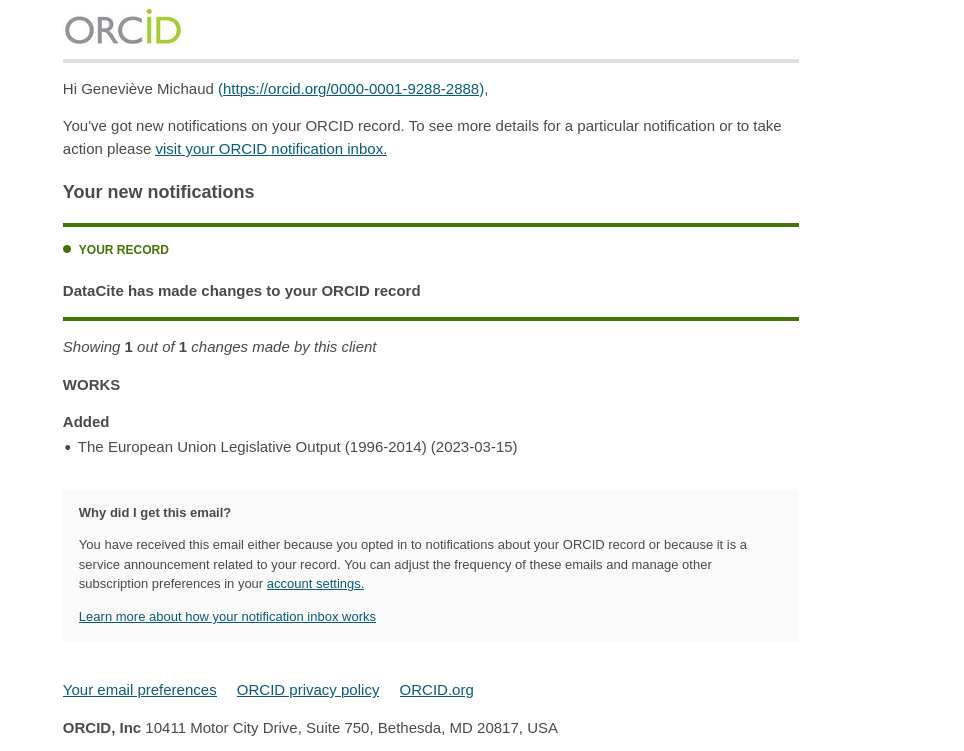 ORCID
Hi Geneviève Michaud (https://orcid.org/0000-0001-9288-2888),
You've got new notifications on your ORCID record. To see more details for a particular notification or to take
action please visit your ORCID notification inbox.
Your new notifications
YOUR RECORD
DataCite has made changes to your ORCID record
Showing 1 out of 1 changes made by this client
WORKS
Added
• The European Union Legislative Output (1996-2014) (2023-03-15)
Why did I get this email?
You have received this email either because you opted in to notifications about your ORCID record or because it is a
service announcement related to your record. You can adjust the frequency of these emails and manage other
subscription preferences in your account settings.
Learn more about how your notification inbox works
Your email preferences ORCID privacy policy ORCID.org
ORCID, Inc 10411 Motor City Drive, Suite 750, Bethesda, MD 20817, USA